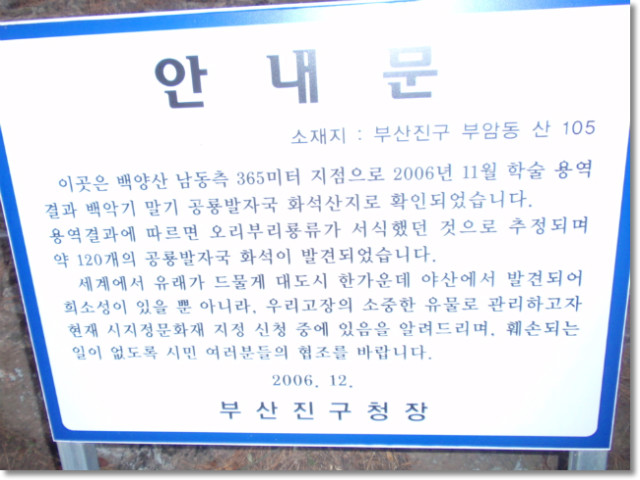 안 내 문
소재지 : 부산진구 부암동 산 105
이곳은 백양산 남동측 365미터 지점으로 2006년 11월 학술 용역
결과 백악기 말기 공룡발자국 화석산지로 확인되었습니다.
용역결과에 따르면 오리부리룡류가 서식했던 것으로 추정되며
약 120개의 공룡발자국 화석이 발견되었습니다.
세계에서 유래가 드물게 대도시 한가운데 야산에서 발견되어
희소성이 있을 뿐 아니라, 우리고장의 소중한 유물로 관리하고자
현재 시지정문화재 지정 신청 중에 있음을 알려드리며, 훼손되는
일이 없도록 시민 여러분들의 협조를 바랍니다.
2006. 12.
부산진구청장